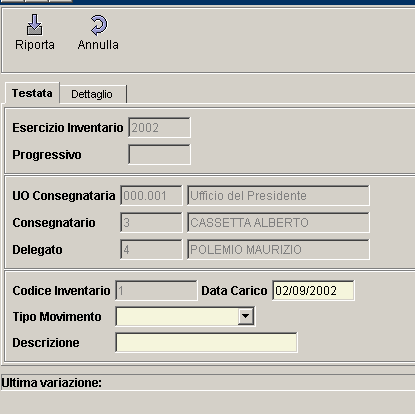 Riporta Annulla
Testata Dettaglio
Esercizio Inventario 2002
Progressivo
UO Consegnataria 000.001 Ufficio del Presidente
Consegnatario 3 CASSETTA ALBERTO
Delegato 4 POLEMIO MAURIZIO
Codice Inventario 1 Data Carico 02/09/2002
Tipo Movimento
Descrizione
Ultima variazione: